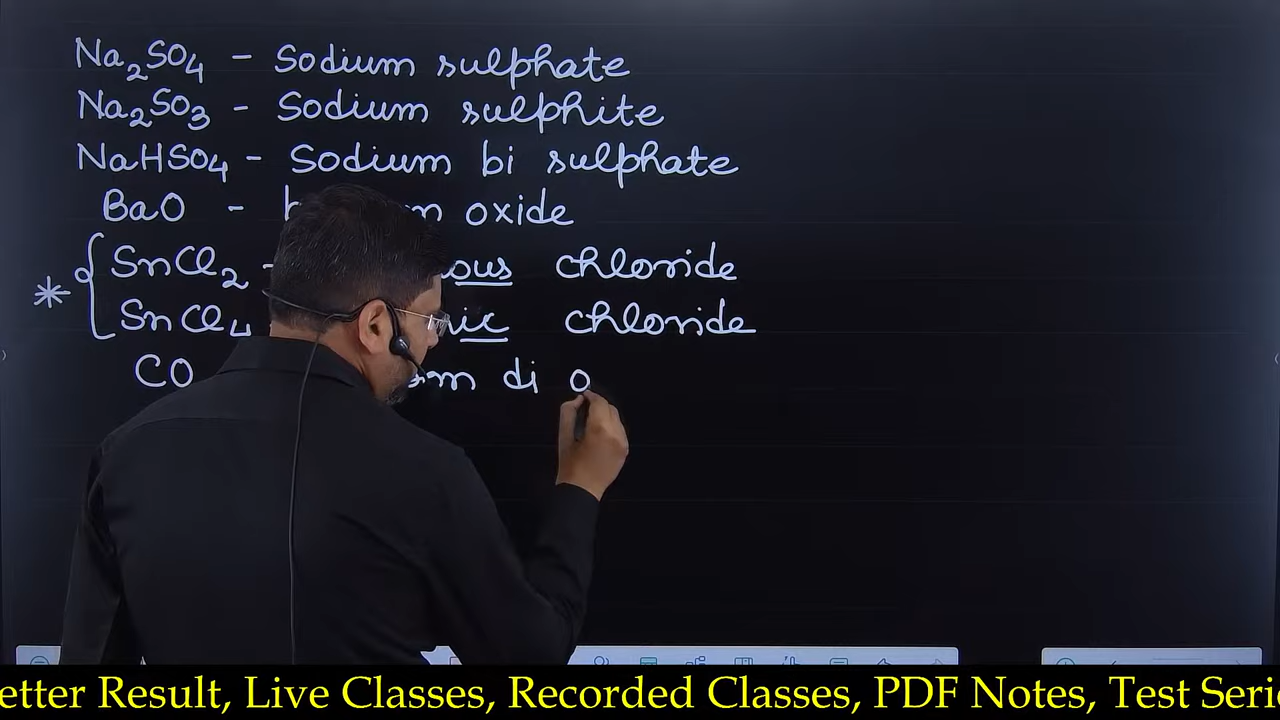 Na₂SO₄ - Sodium sulphate
Na₂SO₃ - Sodium sulphite
NaHSO₄ - Sodium bi sulphate
BaO - b m oxide
SnCl₂ - ous chloride
SnCl₄ ic chloride
CO di o
etter Result, Live Classes, Recorded Classes, PDF Notes, Test Seri